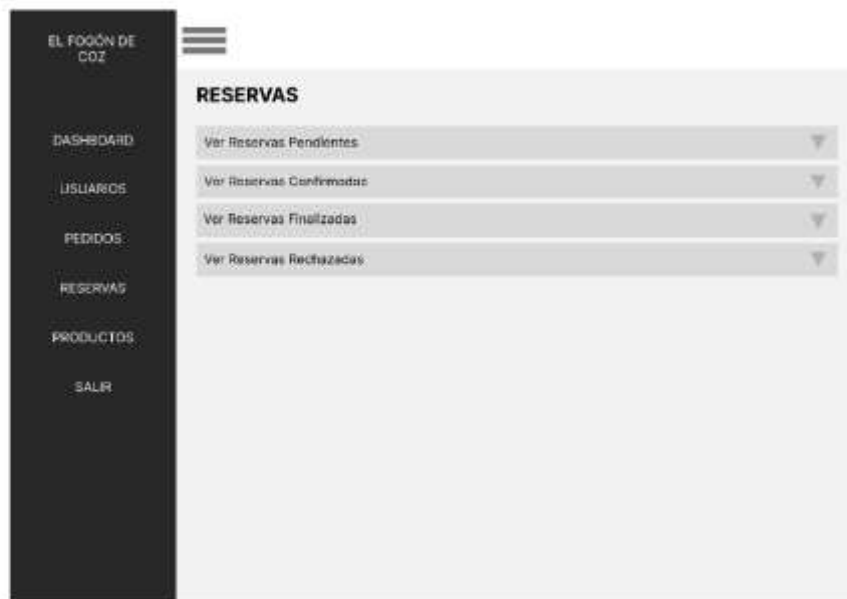 EL FOGÓN DE
COZ
DASHBOARD
USUARIOS
PEDIDOS
RESERVAS
PRODUCTOS
SALIR
RESERVAS
Ver Reservas Pendientes
Ver Reservas Confirmadas
Ver Reservas Finalizadas
Ver Reservas Rechazadas